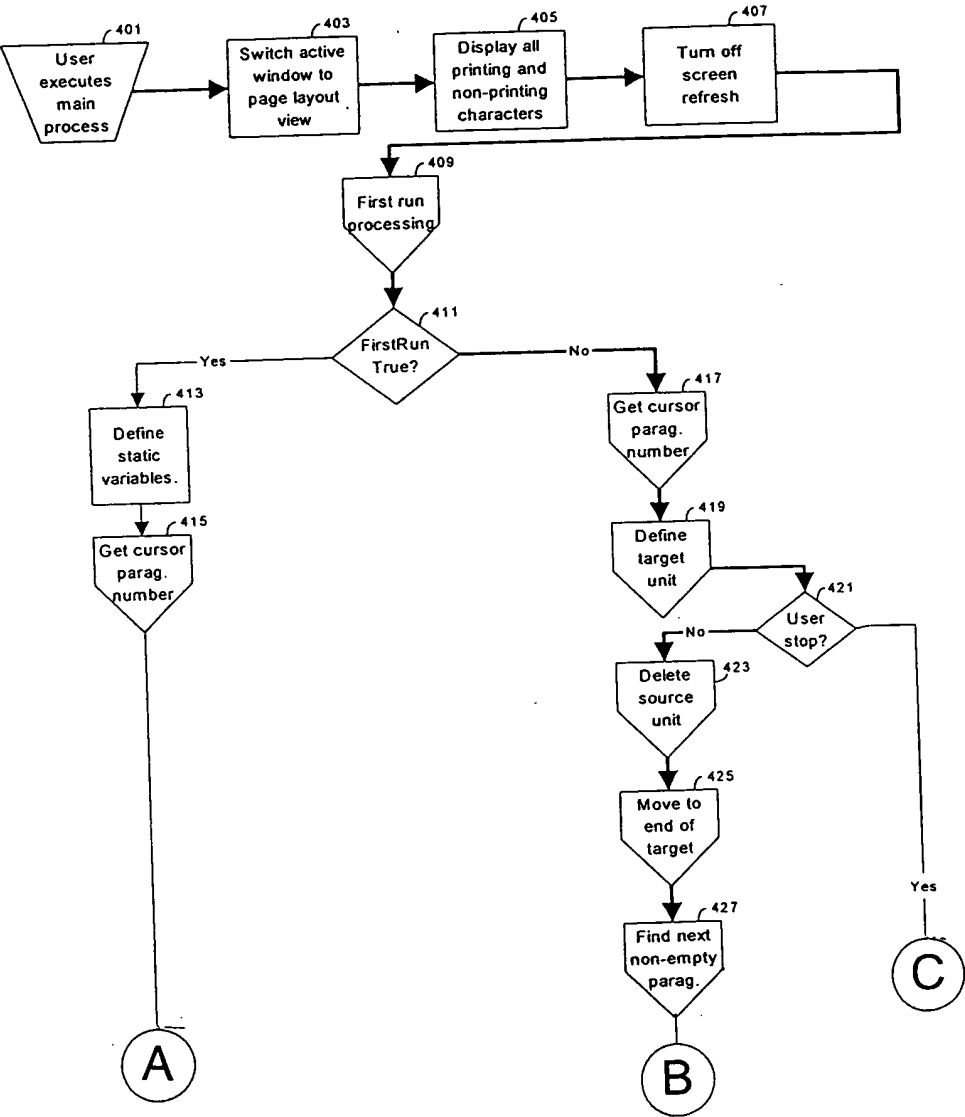 401
User
executes
main
process
403
Switch active
window to
page layout
view
405
Display all
printing and
non-printing
characters
407
Turn off
screen
refresh
409
First run
processing
411
FirstRun
True?
Yes
No
413
Define
static
variables.
415
Get cursor
parag.
number
417
Get cursor
parag.
number
419
Define
target
unit
421
User
stop?
No
Yes
423
Delete
source
unit
425
Move to
end of
target
427
Find next
non-empty
parag.
A
B
C